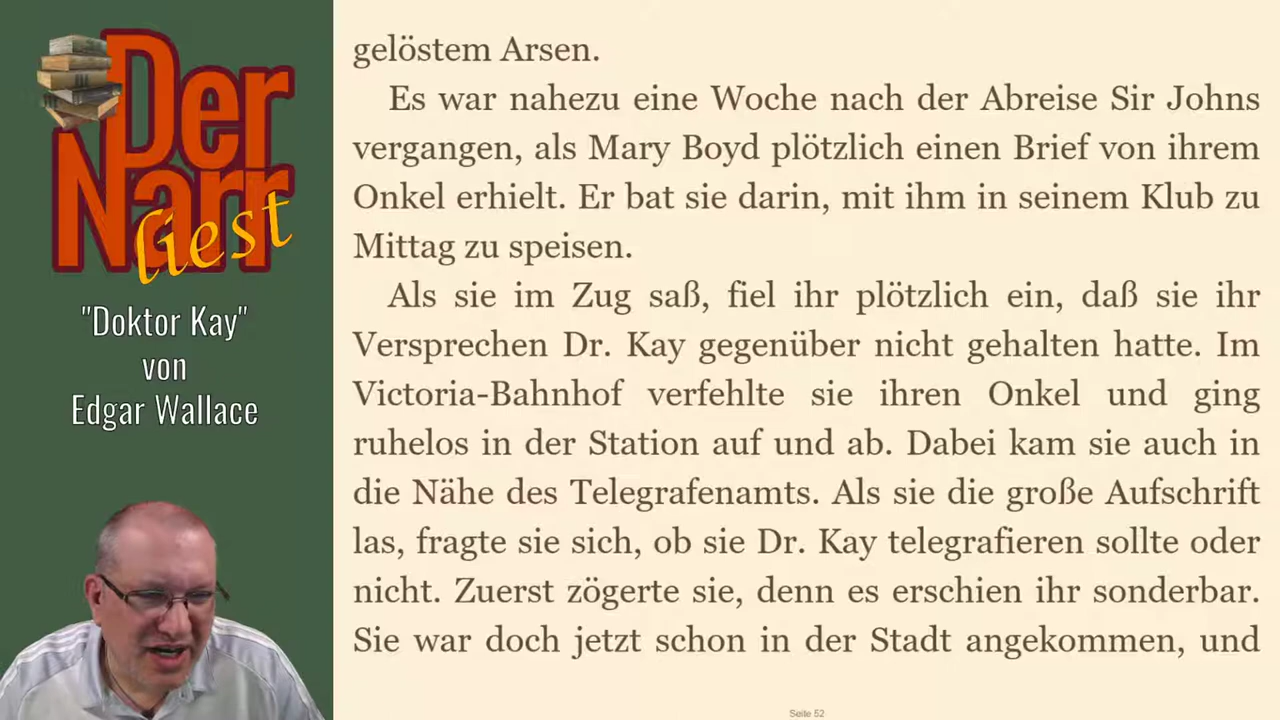 Der
Narr
liest
"Doktor Kay"
von
Edgar Wallace
gelöstem Arsen.
Es war nahezu eine Woche nach der Abreise Sir Johns
vergangen, als Mary Boyd plötzlich einen Brief von ihrem
Onkel erhielt. Er bat sie darin, mit ihm in seinem Klub zu
Mittag zu speisen.
Als sie im Zug saß, fiel ihr plötzlich ein, daß sie ihr
Versprechen Dr. Kay gegenüber nicht gehalten hatte. Im
Victoria-Bahnhof verfehlte sie ihren Onkel und ging
ruhelos in der Station auf und ab. Dabei kam sie auch in
die Nähe des Telegrafenamts. Als sie die große Aufschrift
las, fragte sie sich, ob sie Dr. Kay telegrafieren sollte oder
nicht. Zuerst zögerte sie, denn es erschien ihr sonderbar.
Sie war doch jetzt schon in der Stadt angekommen, und
Seite 52